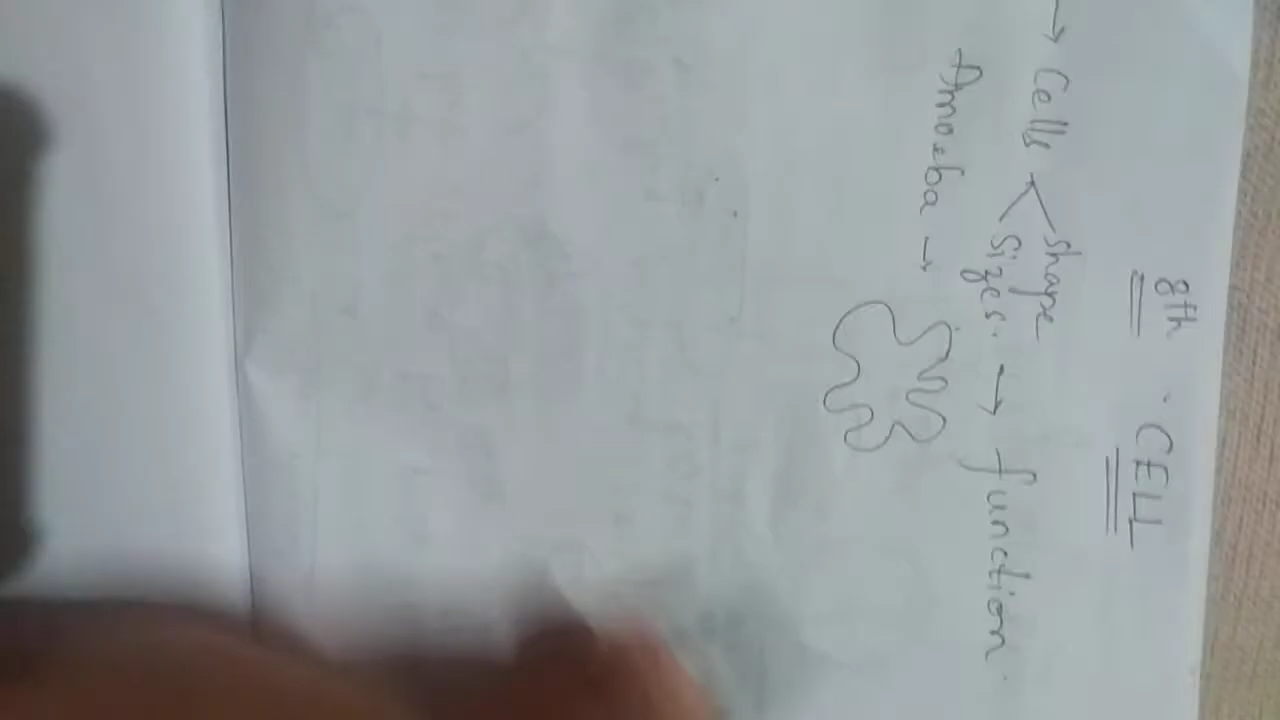 8th . CELL
→ Cells < shape
sizes. → function.
Amoeba →